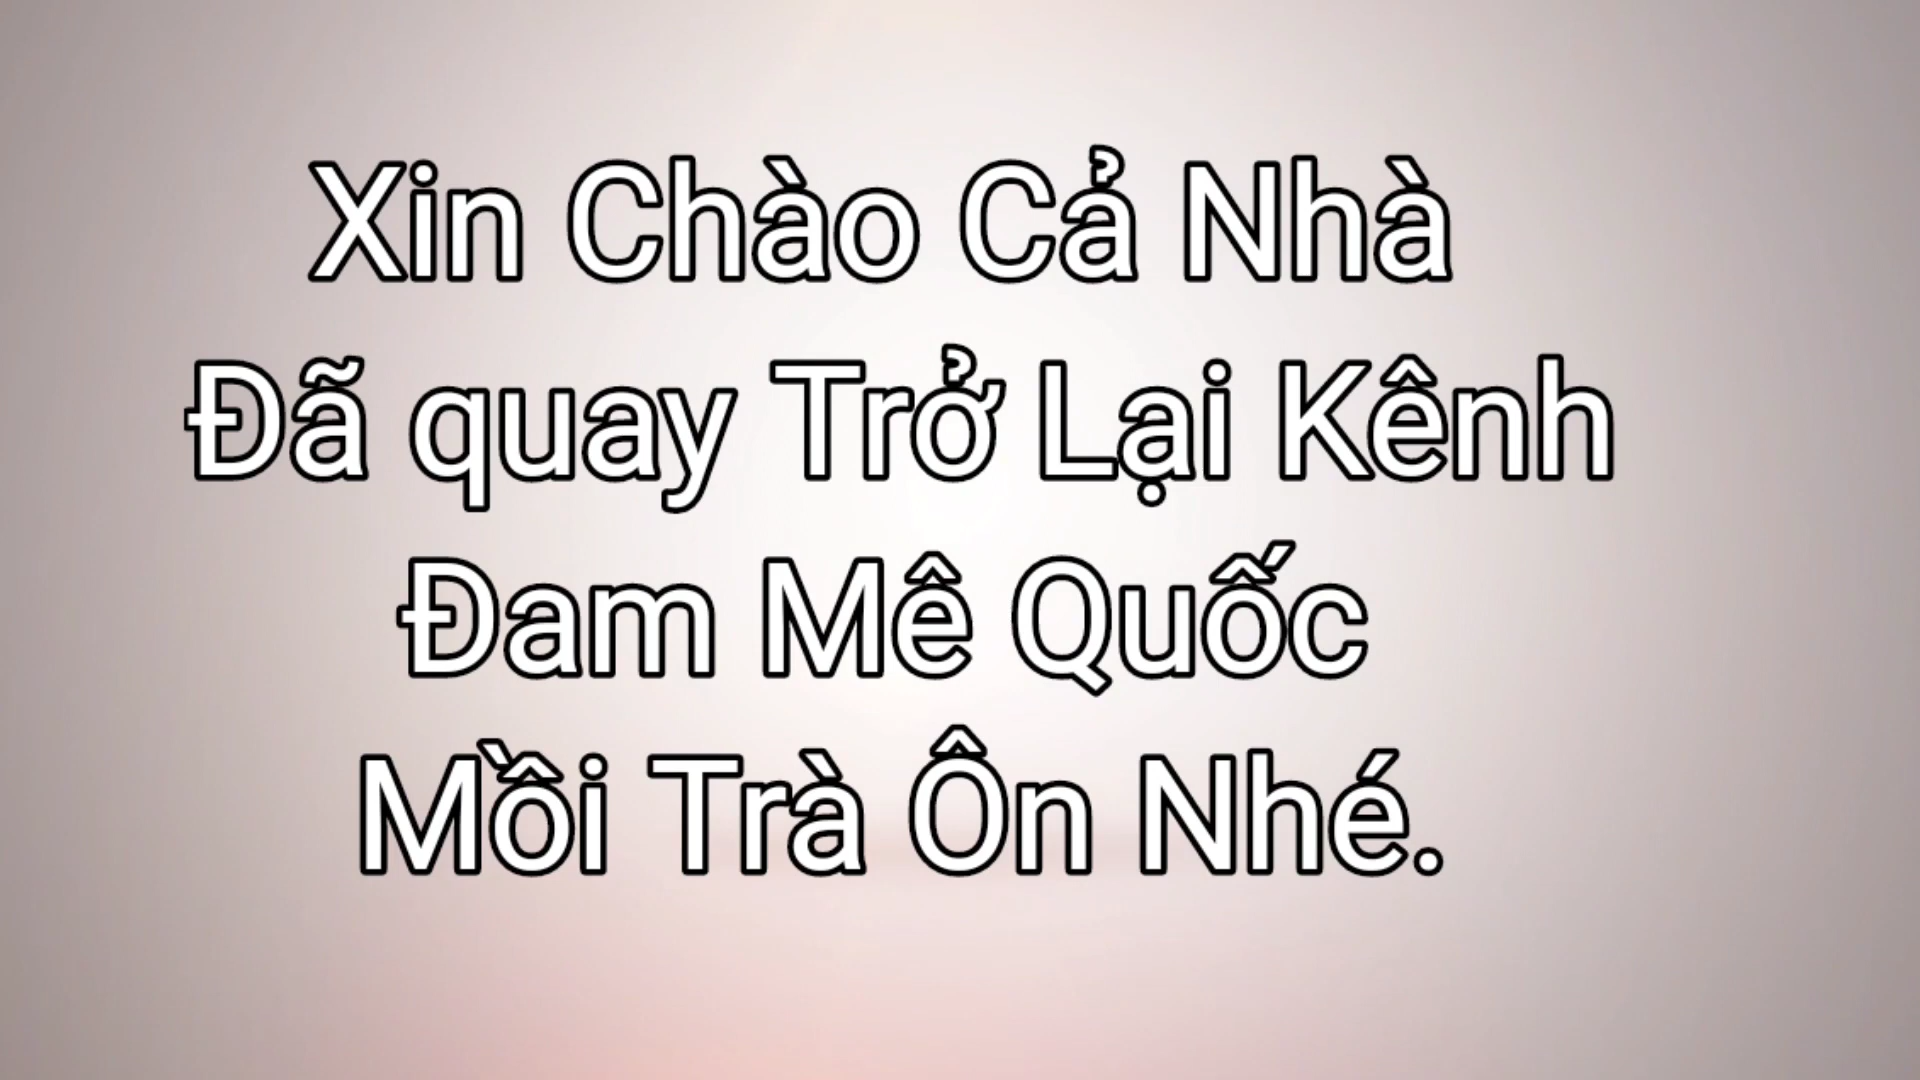 Xin Chào Cả Nhà
Đã quay Trở Lại Kênh
Đam Mê Quốc
Mồi Trà Ôn Nhé.